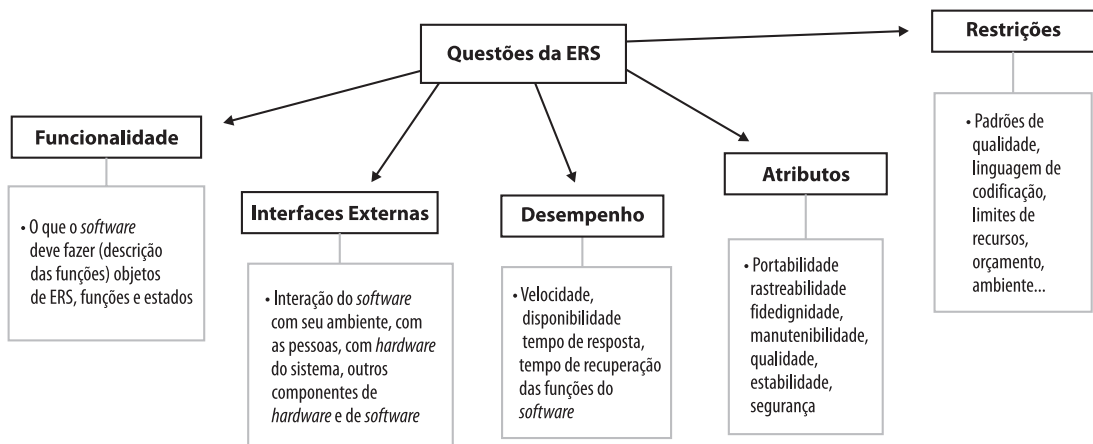 Questões da ERS
Funcionalidade
• O que o software
deve fazer (descrição
das funções) objetos
de ERS, funções e estados
Interfaces Externas
• Interação do software
com seu ambiente, com
as pessoas, com hardware
do sistema, outros
componentes de
hardware e de software
Desempenho
• Velocidade,
disponibilidade
tempo de resposta,
tempo de recuperação
das funções do
software
Atributos
• Portabilidade
rastreabilidade
fidedignidade,
manutenibilidade,
qualidade,
estabilidade,
segurança
Restrições
• Padrões de
qualidade,
linguagem de
codificação,
limites de
recursos,
orçamento,
ambiente...